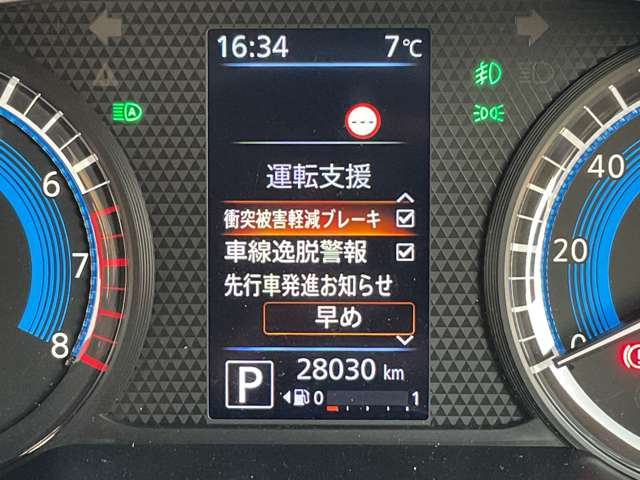 16:34 7℃
---
運転支援
衝突被害軽減ブレーキ
車線逸脱警報
先行車発進お知らせ
早め
P 28030 km
0 1
6
7
8
40
20
0
A